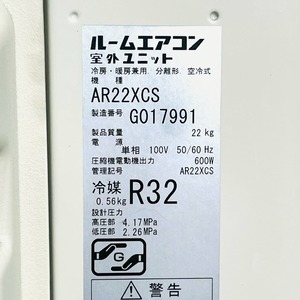 ルームエアコン
室外ユニット
冷房・暖房兼用、分離形、空冷式
機種
AR22XCS
製造番号 G017991
製品質量 22 kg
電源
単相 100V 50/60 Hz
圧縮機電動機出力 600W
管理記号 AR22XCS
冷媒 R32
0.56kg
設計圧力
高圧部 4.17MPa
低圧部 2.26MPa
G
警告